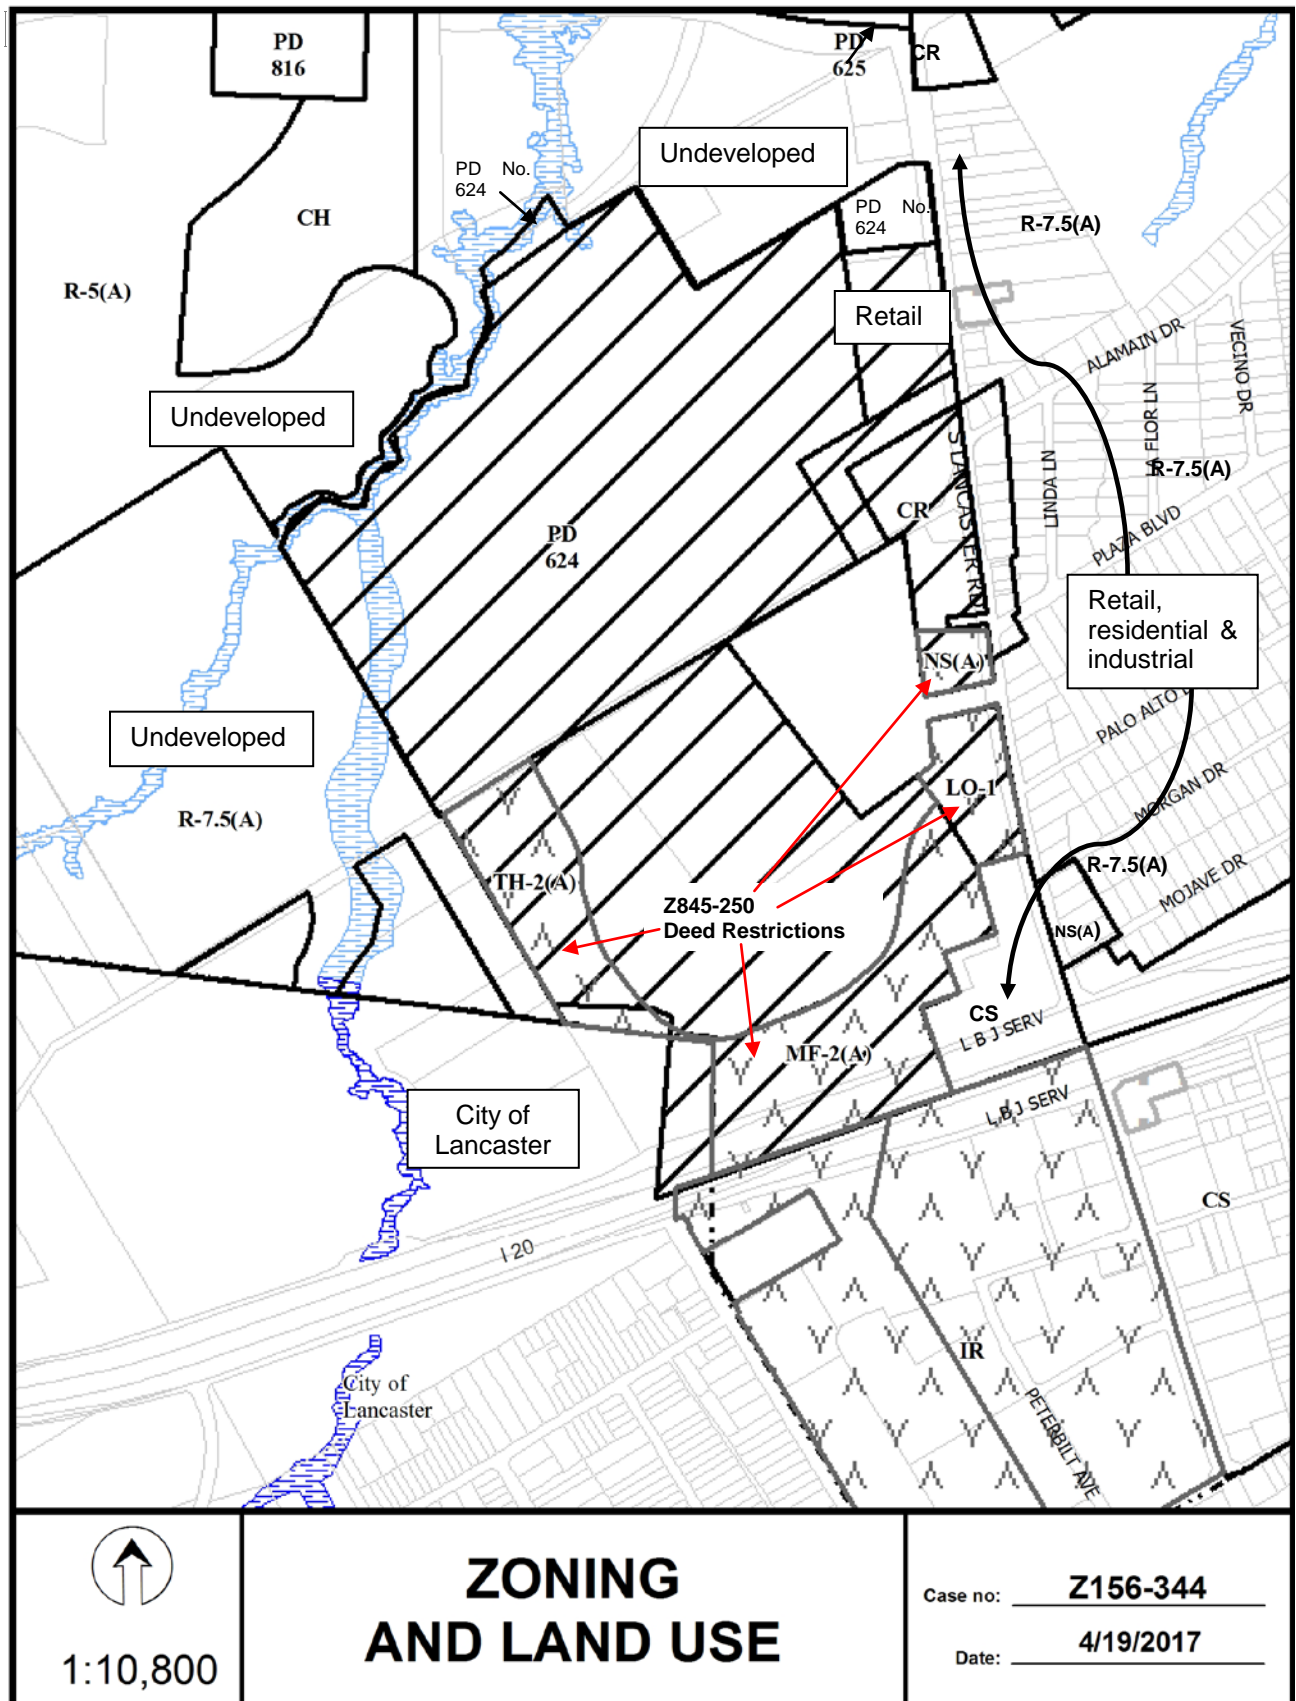 PD
816
PD
625
CR
Undeveloped
PD No.
624
CH
PD No.
624
R-7.5(A)
R-5(A)
Retail
ALAMAIN DR
VECINO DR
Undeveloped
FLOR LN
S LANCASTER RD
LINDA LN
R-7.5(A)
CR
PLAZA BLVD
PD
624
Retail,
residential &
industrial
NS(A)
Undeveloped
PALO ALTO
LO-1
MORGAN DR
R-7.5(A)
R-7.5(A)
MOJAVE DR
TH-2(A)
Z845-250
Deed Restrictions
NS(A)
CS
L B J SERV
MF-2(A)
L B J SERV
City of
Lancaster
CS
I 20
IR
City of
Lancaster
PETERBILT AVE
1:10,800
ZONING
AND LAND USE
Case no: Z156-344
Date: 4/19/2017